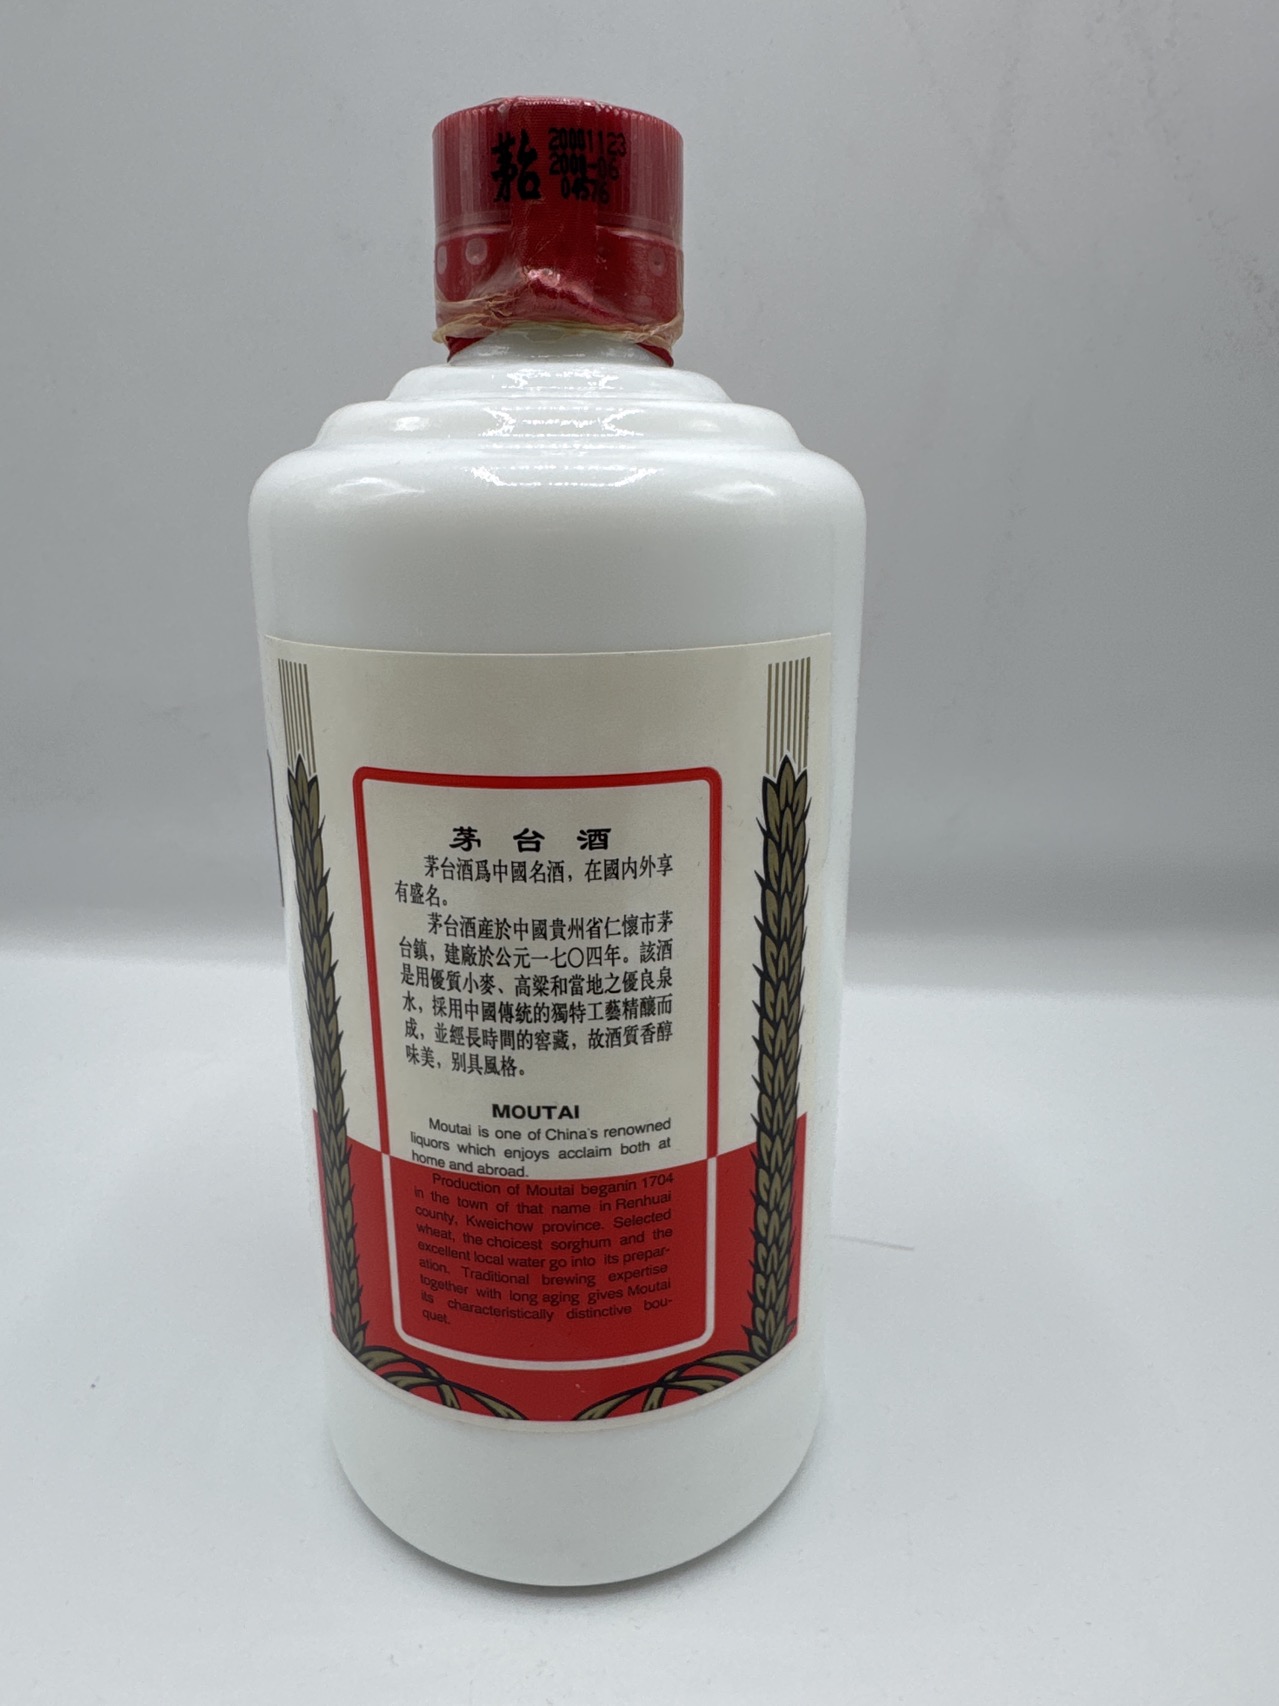 茅台
20001123
2000-06
04576
茅台酒
茅台酒爲中國名酒，在國内外享
有盛名。
茅台酒産於中國貴州省仁懷市茅
台鎮，建廠於公元一七〇四年。該酒
是用優質小麥、高粱和當地之優良泉
水，採用中國傳統的獨特工藝精釀而
成，並經長時間的窖藏，故酒質香醇
味美，别具風格。
MOUTAI
Moutai is one of China's renowned
liquors which enjoys acclaim both at
home and abroad.
Production of Moutai beganin 1704
in the town of that name in Renhuai
county, Kweichow province. Selected
wheat, the choicest sorghum and the
excellent local water go into its prepar-
ation. Traditional brewing expertise
together with long aging gives Moutai
its characteristically distinctive bou-
quet.